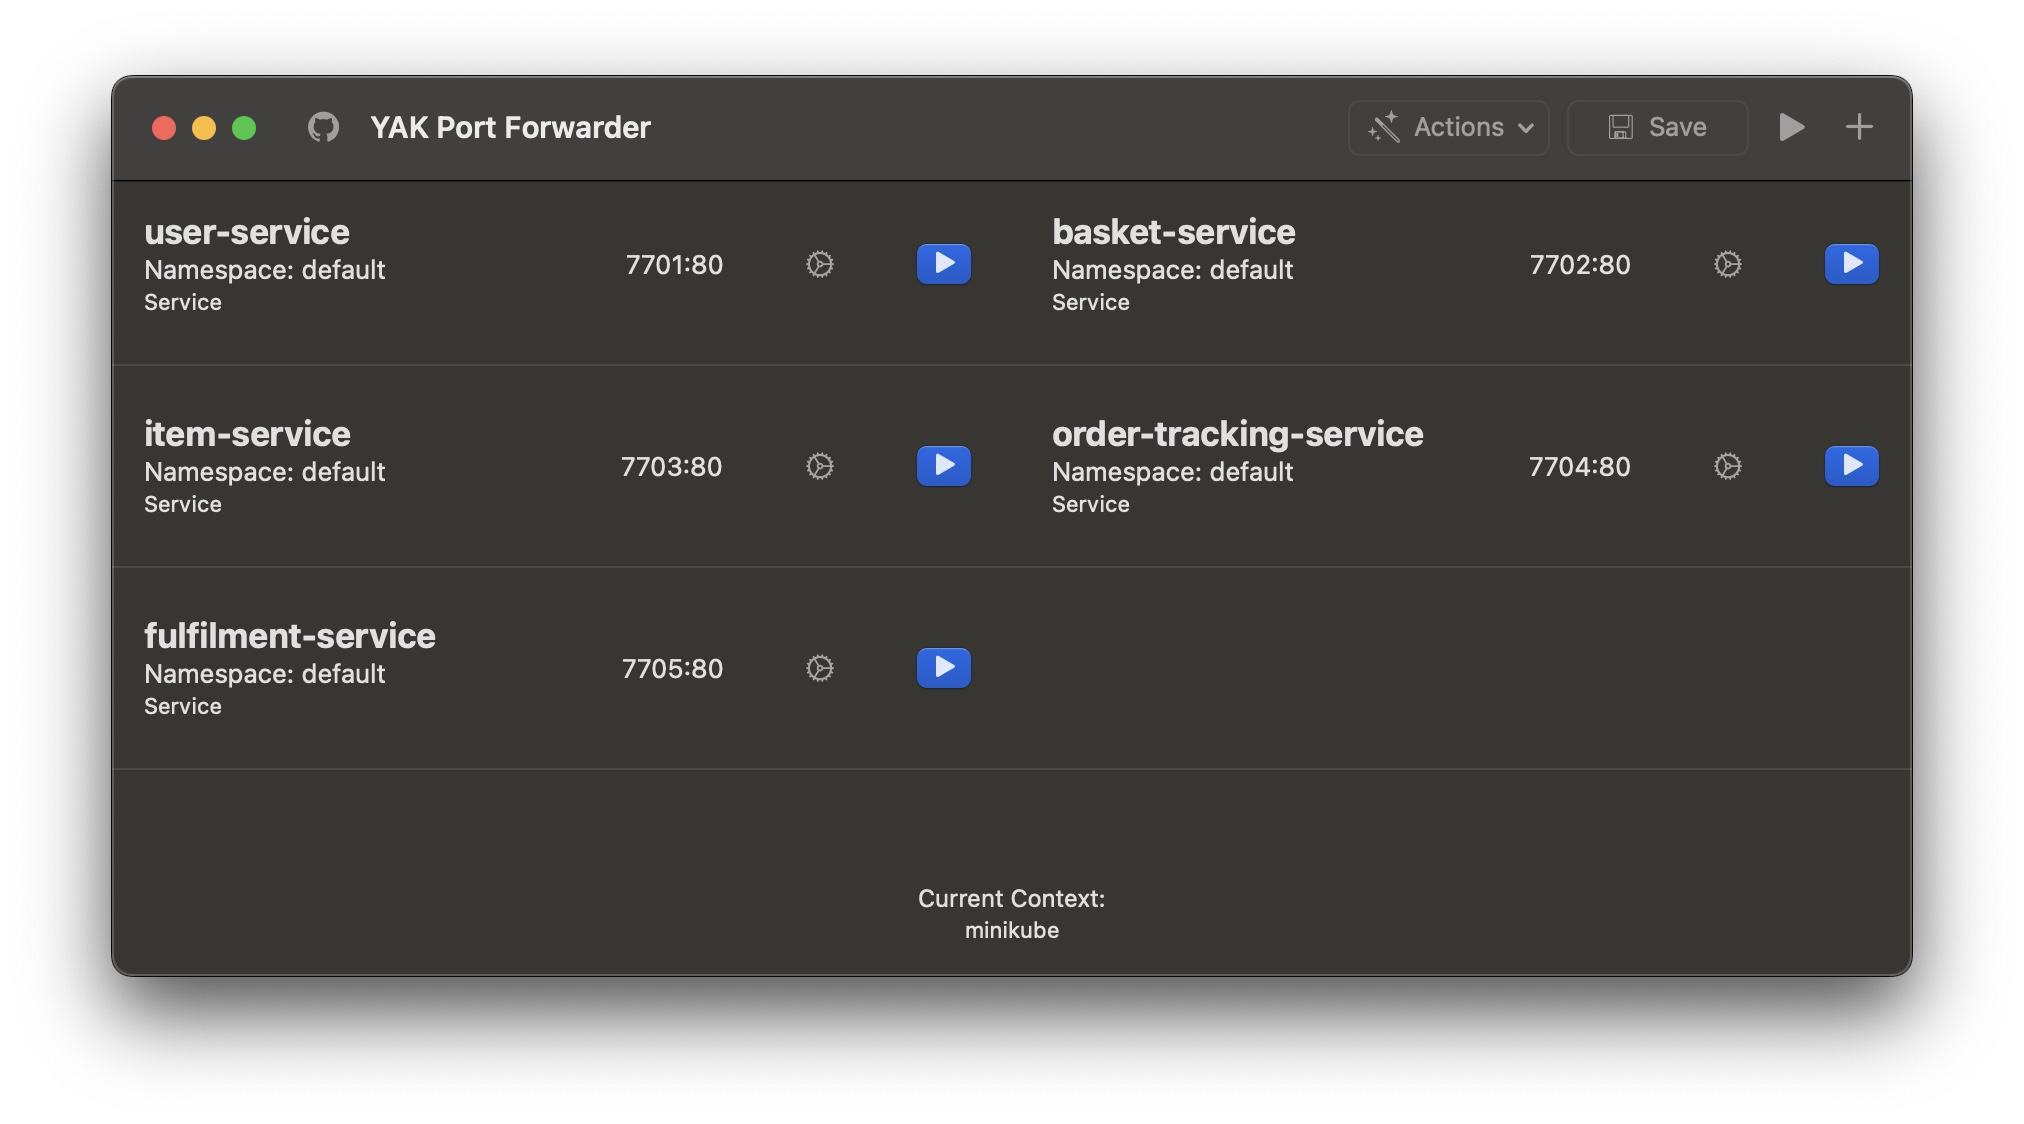 YAK Port Forwarder
Actions
Save
user-service
Namespace: default
Service
7701:80
basket-service
Namespace: default
Service
7702:80
item-service
Namespace: default
Service
7703:80
order-tracking-service
Namespace: default
Service
7704:80
fulfilment-service
Namespace: default
Service
7705:80
Current Context:
minikube